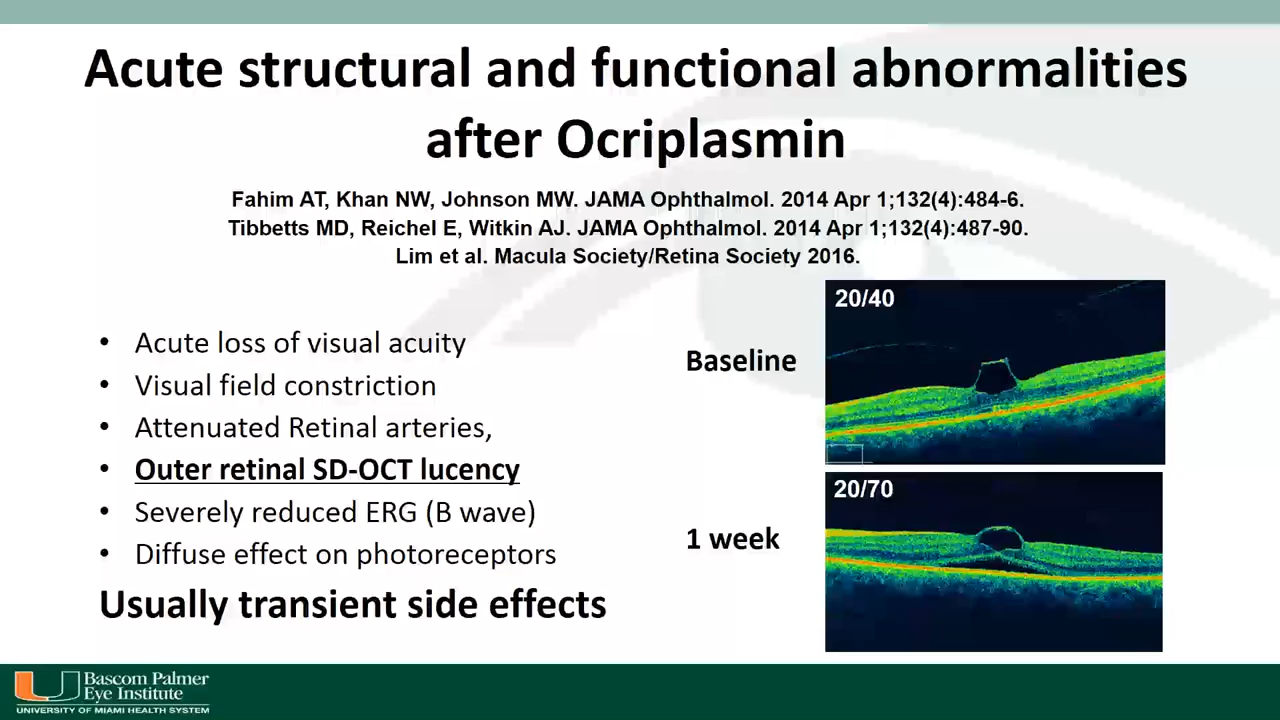 Acute structural and functional abnormalities
after Ocriplasmin
Fahim AT, Khan NW, Johnson MW. JAMA Ophthalmol. 2014 Apr 1;132(4):484-6.
Tibbetts MD, Reichel E, Witkin AJ. JAMA Ophthalmol. 2014 Apr 1;132(4):487-90.
Lim et al. Macula Society/Retina Society 2016.
• Acute loss of visual acuity
• Visual field constriction
• Attenuated Retinal arteries,
• Outer retinal SD-OCT lucency
• Severely reduced ERG (B wave)
• Diffuse effect on photoreceptors
Usually transient side effects
Baseline
20/40
1 week
20/70
Bascom Palmer
Eye Institute
UNIVERSITY OF MIAMI HEALTH SYSTEM